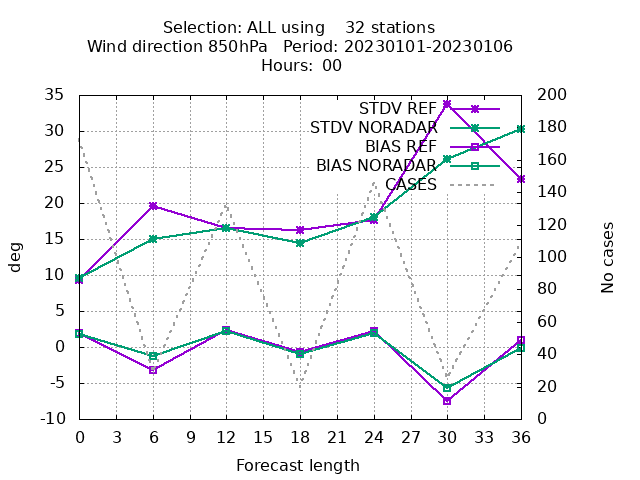 Selection: ALL using    32 stations
Wind direction 850hPa   Period: 20230101-20230106
Hours: 00
35
30
25
20
15
10
5
0
-5
-10
deg
STDV REF
STDV NORADAR
BIAS REF
BIAS NORADAR
CASES
200
180
160
140
120
100
80
60
40
20
0
No cases
0 3 6 9 12 15 18 21 24 27 30 33 36
Forecast length